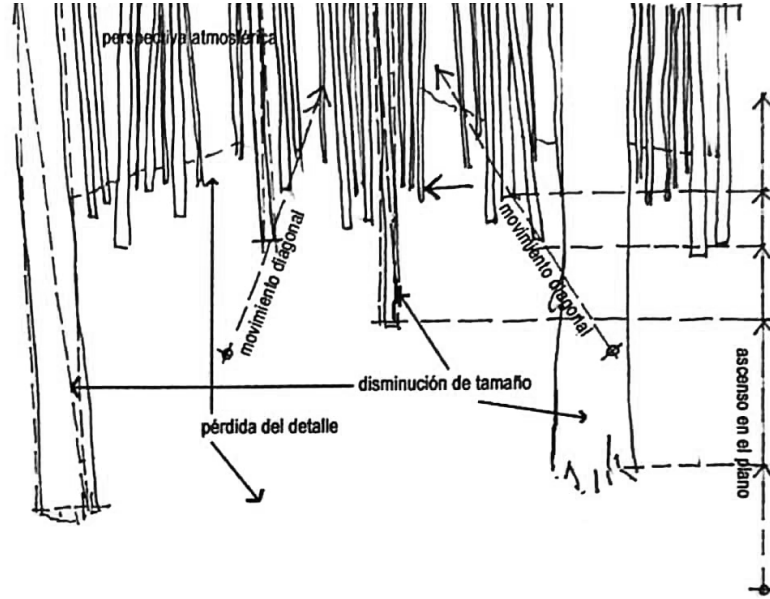 perspectiva atmosférica
movimiento diagonal
movimiento diagonal
disminución de tamaño
pérdida del detalle
ascenso en el plano